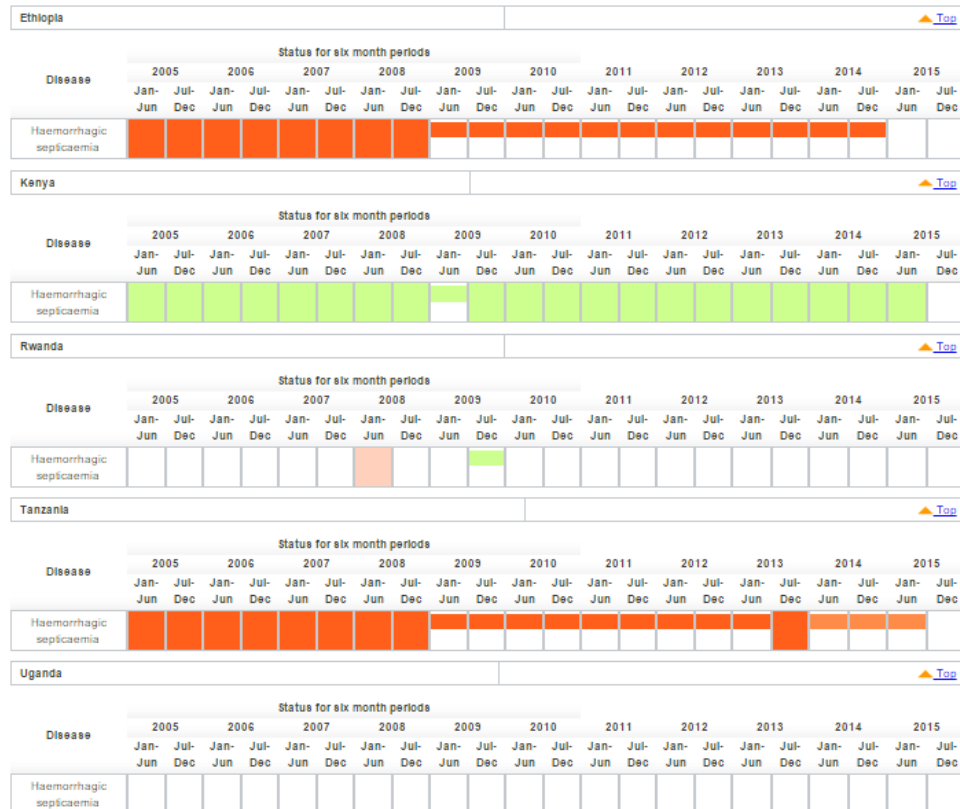 Ethiopia Top
Status for six month periods
Disease 2005 2006 2007 2008 2009 2010 2011 2012 2013 2014 2015
Jan- Jul- Jan- Jul- Jan- Jul- Jan- Jul- Jan- Jul- Jan- Jul- Jan- Jul- Jan- Jul- Jan- Jul- Jan- Jul- Jan- Jul-
Jun Dec Jun Dec Jun Dec Jun Dec Jun Dec Jun Dec Jun Dec Jun Dec Jun Dec Jun Dec Jun Dec
Haemorrhagic
septicaemia
Kenya Top
Status for six month periods
Disease 2005 2006 2007 2008 2009 2010 2011 2012 2013 2014 2015
Jan- Jul- Jan- Jul- Jan- Jul- Jan- Jul- Jan- Jul- Jan- Jul- Jan- Jul- Jan- Jul- Jan- Jul- Jan- Jul- Jan- Jul-
Jun Dec Jun Dec Jun Dec Jun Dec Jun Dec Jun Dec Jun Dec Jun Dec Jun Dec Jun Dec Jun Dec
Haemorrhagic
septicaemia
Rwanda Top
Status for six month periods
Disease 2005 2006 2007 2008 2009 2010 2011 2012 2013 2014 2015
Jan- Jul- Jan- Jul- Jan- Jul- Jan- Jul- Jan- Jul- Jan- Jul- Jan- Jul- Jan- Jul- Jan- Jul- Jan- Jul- Jan- Jul-
Jun Dec Jun Dec Jun Dec Jun Dec Jun Dec Jun Dec Jun Dec Jun Dec Jun Dec Jun Dec Jun Dec
Haemorrhagic
septicaemia
Tanzania Top
Status for six month periods
Disease 2005 2006 2007 2008 2009 2010 2011 2012 2013 2014 2015
Jan- Jul- Jan- Jul- Jan- Jul- Jan- Jul- Jan- Jul- Jan- Jul- Jan- Jul- Jan- Jul- Jan- Jul- Jan- Jul- Jan- Jul-
Jun Dec Jun Dec Jun Dec Jun Dec Jun Dec Jun Dec Jun Dec Jun Dec Jun Dec Jun Dec Jun Dec
Haemorrhagic
septicaemia
Uganda Top
Status for six month periods
Disease 2005 2006 2007 2008 2009 2010 2011 2012 2013 2014 2015
Jan- Jul- Jan- Jul- Jan- Jul- Jan- Jul- Jan- Jul- Jan- Jul- Jan- Jul- Jan- Jul- Jan- Jul- Jan- Jul- Jan- Jul-
Jun Dec Jun Dec Jun Dec Jun Dec Jun Dec Jun Dec Jun Dec Jun Dec Jun Dec Jun Dec Jun Dec
Haemorrhagic
septicaemia